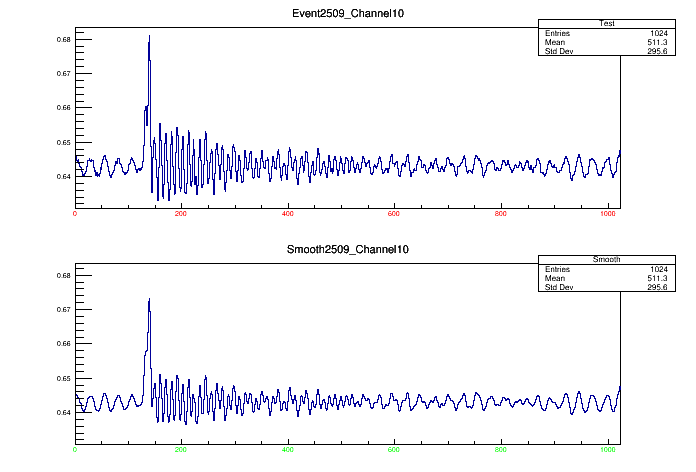 Event2509_Channel10
Test
Entries 1024
Mean 511.3
Std Dev 295.6
0.68
0.67
0.66
0.65
0.64
0 200 400 600 800 1000
Smooth2509_Channel10
Smooth
Entries 1024
Mean 511.3
Std Dev 295.6
0.68
0.67
0.66
0.65
0.64
0 200 400 600 800 1000